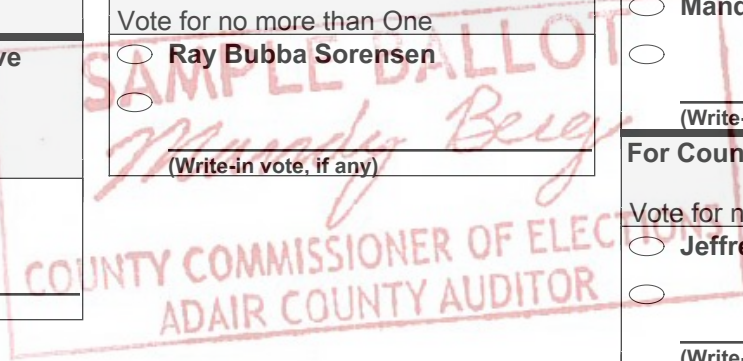 ve
Vote for no more than One
Ray Bubba Sorensen
(Write-in vote, if any)
SAMPLE BALLOT
Mandy Berg
COUNTY COMMISSIONER OF ELECTIONS
ADAIR COUNTY AUDITOR
Mand
(Write-
For Coun
Vote for n
Jeffre
(Write-